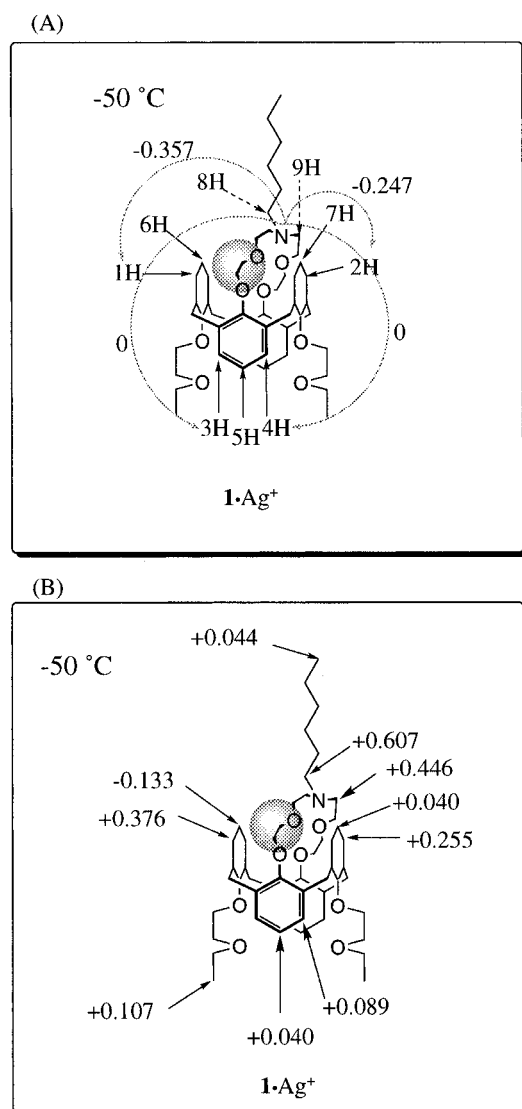 (A)
-50 °C
-0.357
9H
-0.247
8H
N
7H
6H
O
1H
O
2H
O
O
0
O
O
0
O
O
3H
5H
4H
1•Ag+
(B)
+0.044
-50 °C
+0.607
-0.133
N
+0.446
+0.376
O
O
+0.040
O
O
+0.255
O
O
O
O
+0.107
+0.089
+0.040
1•Ag+